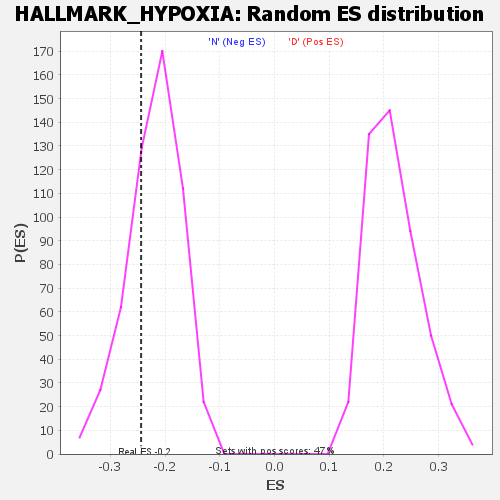 HALLMARK_HYPOXIA: Random ES distribution
'N' (Neg ES) 'D' (Pos ES)
170
160
150
140
130
120
110
100
90
80
70
60
50
40
30
20
10
0
P(ES)
Real ES -0.2
Sets with pos scores: 47%
-0.3 -0.2 -0.1 0.0 0.1 0.2 0.3
ES